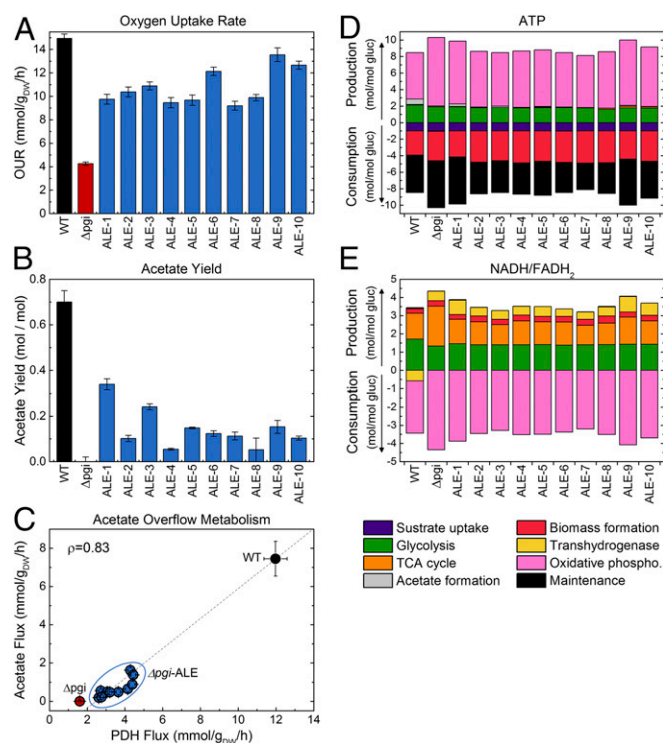 A
Oxygen Uptake Rate
OUR (mmol/gDW/h)
14
12
10
8
6
4
2
0
WT
Δpgi
ALE-1
ALE-2
ALE-3
ALE-4
ALE-5
ALE-6
ALE-7
ALE-8
ALE-9
ALE-10
B
Acetate Yield
Acetate Yield (mol / mol)
0.8
0.6
0.4
0.2
0.0
WT
Δpgi
ALE-1
ALE-2
ALE-3
ALE-4
ALE-5
ALE-6
ALE-7
ALE-8
ALE-9
ALE-10
C
Acetate Overflow Metabolism
Acetate Flux (mmol/gDW/h)
8
6
4
2
0
ρ=0.83
WT
Δpgi
Δpgi-ALE
0 2 4 6 8 10 12 14
PDH Flux (mmol/gDW/h)
D
ATP
Production
(mol/mol gluc)
Consumption
(mol/mol gluc)
10
8
6
4
2
0
-2
-4
-6
-8
-10
WT
Δpgi
ALE-1
ALE-2
ALE-3
ALE-4
ALE-5
ALE-6
ALE-7
ALE-8
ALE-9
ALE-10
E
NADH/FADH2
Production
(mol/mol gluc)
Consumption
(mol/mol gluc)
5
4
3
2
1
0
-1
-2
-3
-4
-5
WT
Δpgi
ALE-1
ALE-2
ALE-3
ALE-4
ALE-5
ALE-6
ALE-7
ALE-8
ALE-9
ALE-10
Sustrate uptake
Glycolysis
TCA cycle
Acetate formation
Biomass formation
Transhydrogenase
Oxidative phospho.
Maintenance